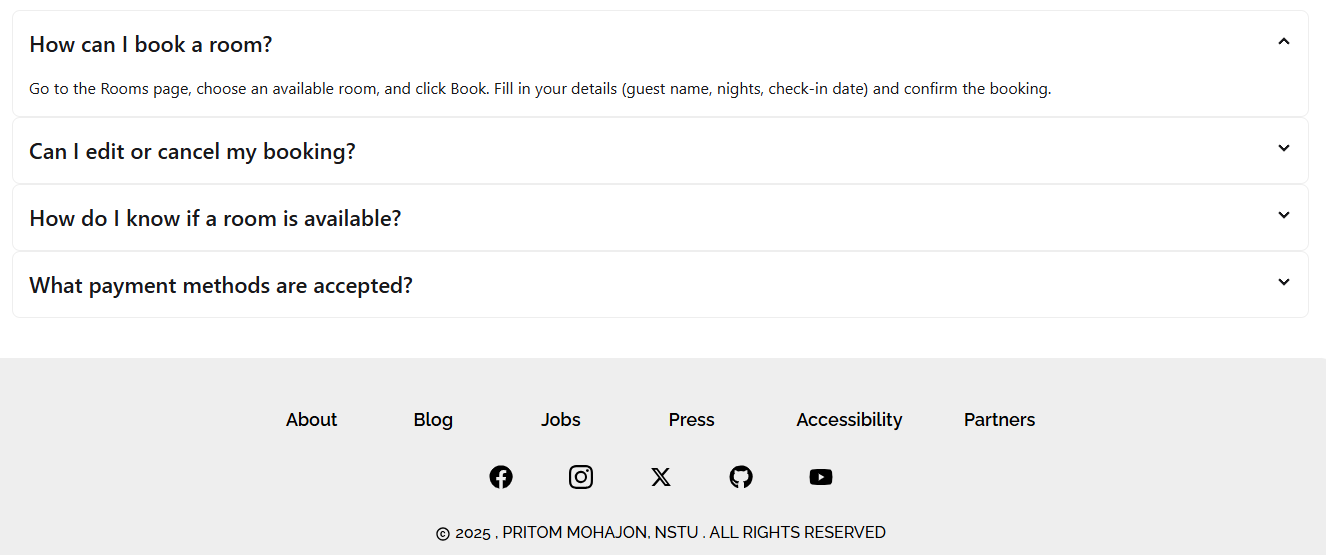 How can I book a room?
Go to the Rooms page, choose an available room, and click Book. Fill in your details (guest name, nights, check-in date) and confirm the booking.
Can I edit or cancel my booking?
How do I know if a room is available?
What payment methods are accepted?
About Blog Jobs Press Accessibility Partners
© 2025 , PRITOM MOHAJON, NSTU . ALL RIGHTS RESERVED